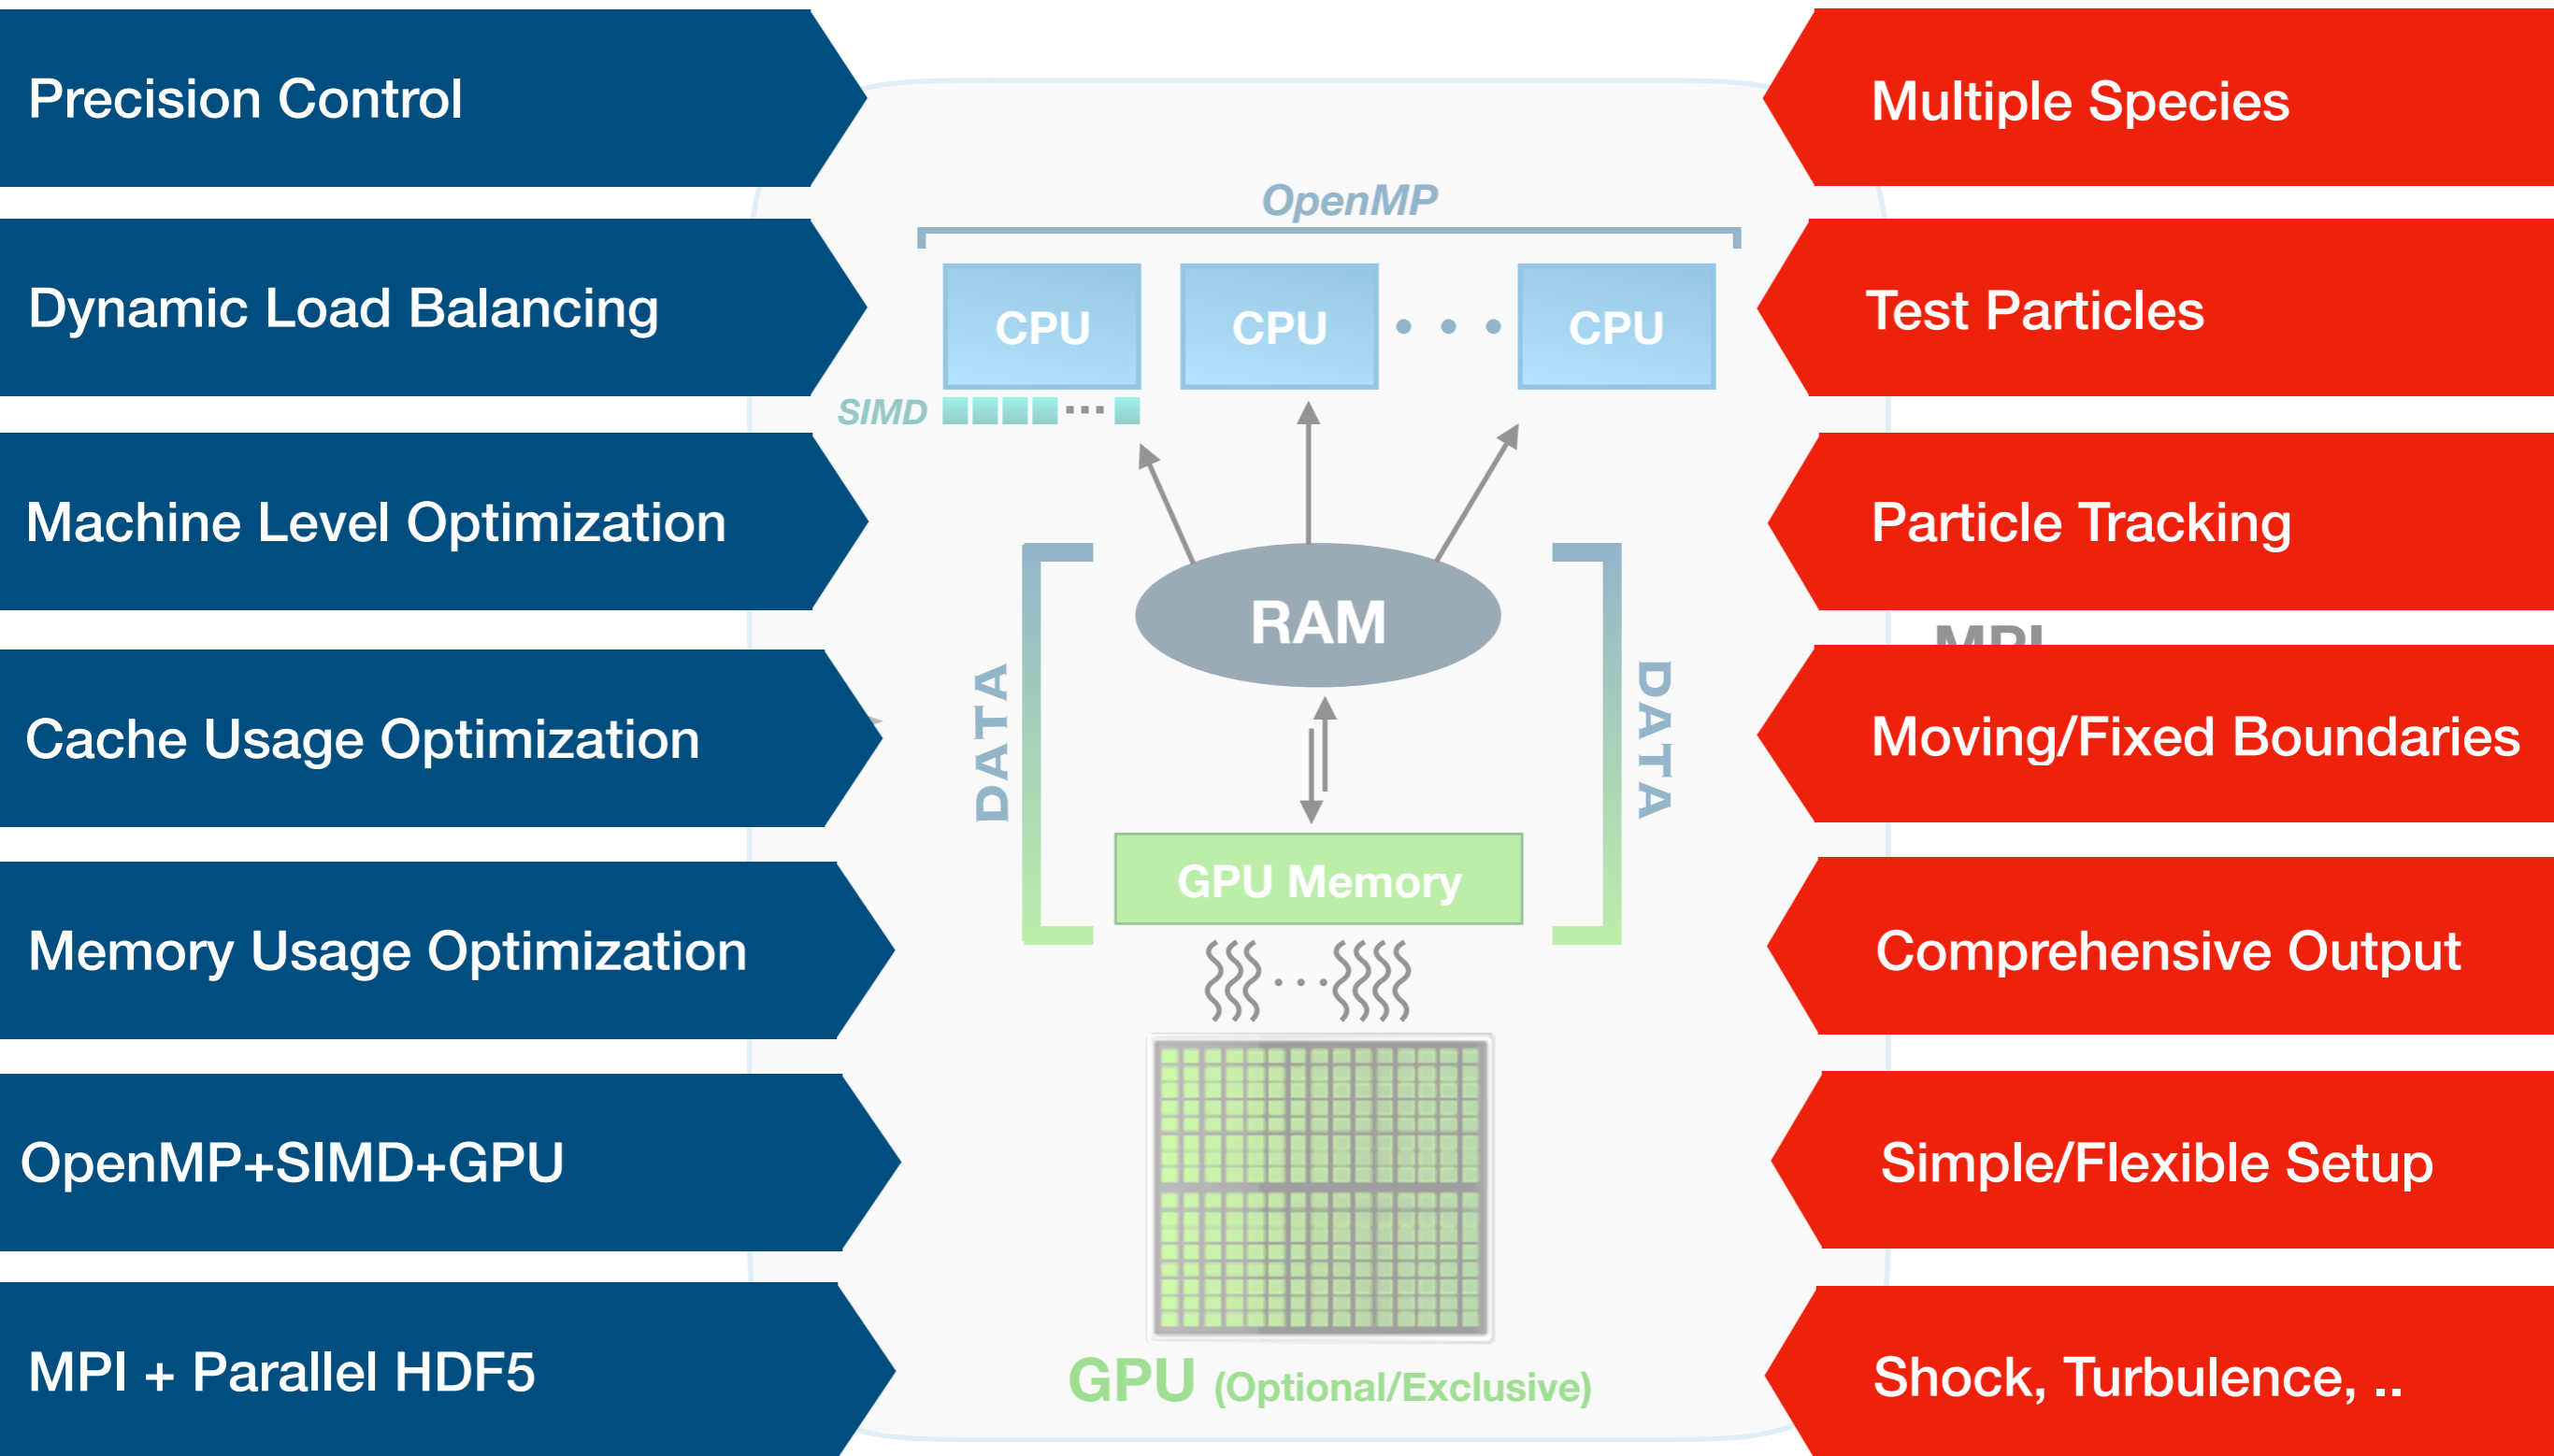 Precision Control
Dynamic Load Balancing
Machine Level Optimization
Cache Usage Optimization
Memory Usage Optimization
OpenMP+SIMD+GPU
MPI + Parallel HDF5
OpenMP
CPU
CPU
CPU
SIMD
RAM
DATA
DATA
GPU Memory
GPU (Optional/Exclusive)
MPI
Multiple Species
Test Particles
Particle Tracking
Moving/Fixed Boundaries
Comprehensive Output
Simple/Flexible Setup
Shock, Turbulence, ..